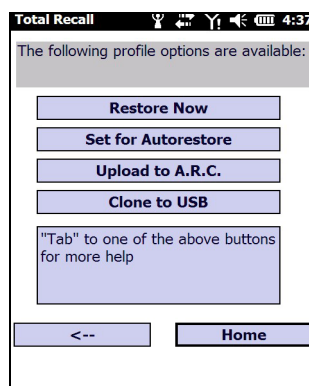 Total Recall 4:37
The following profile options are available:
Restore Now
Set for Autorestore
Upload to A.R.C.
Clone to USB
"Tab" to one of the above buttons
for more help
<-- Home